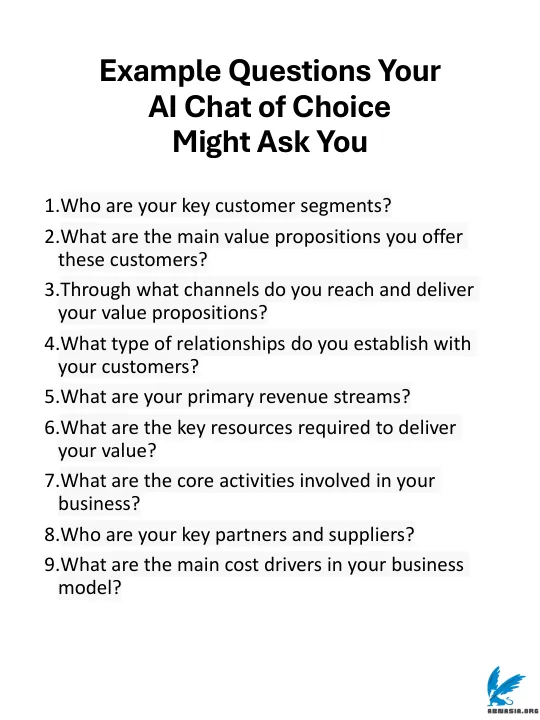 Example Questions Your
AI Chat of Choice
Might Ask You
1.Who are your key customer segments?
2.What are the main value propositions you offer
these customers?
3.Through what channels do you reach and deliver
your value propositions?
4.What type of relationships do you establish with
your customers?
5.What are your primary revenue streams?
6.What are the key resources required to deliver
your value?
7.What are the core activities involved in your
business?
8.Who are your key partners and suppliers?
9.What are the main cost drivers in your business
model?
ABNASIA.ORG